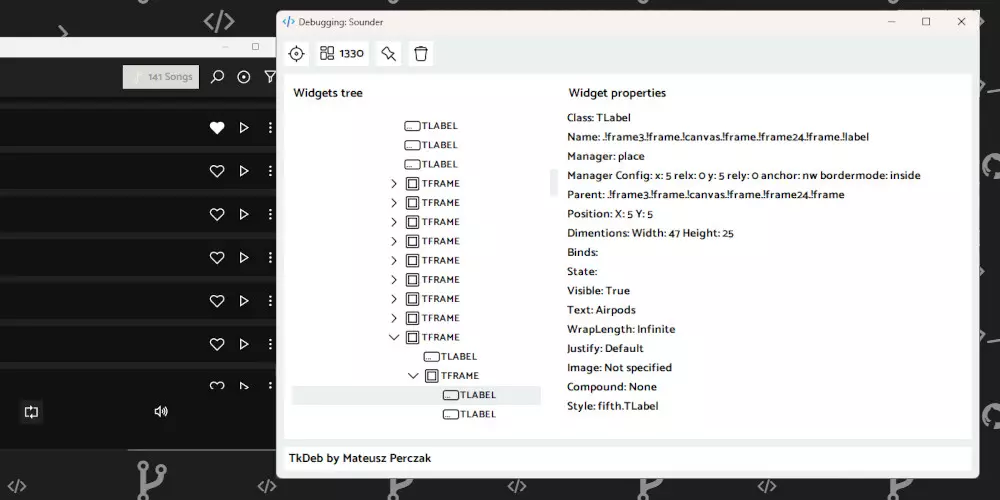 Debugging: Sounder
1330
141 Songs
Widgets tree
TLABEL
TLABEL
TLABEL
TFRAME
TFRAME
TFRAME
TFRAME
TFRAME
TFRAME
TFRAME
TFRAME
TFRAME
TLABEL
TFRAME
TLABEL
TLABEL
Widget properties
Class: TLabel
Name: .!frame3.!frame.!canvas.!frame.!frame24.!frame.!label
Manager: place
Manager Config: x: 5 relx: 0 y: 5 rely: 0 anchor: nw bordermode: inside
Parent: .!frame3.!frame.!canvas.!frame.!frame24.!frame
Position: X: 5 Y: 5
Dimentions: Width: 47 Height: 25
Binds:
State:
Visible: True
Text: Airpods
WrapLength: Infinite
Justify: Default
Image: Not specified
Compound: None
Style: fifth.TLabel
TkDeb by Mateusz Perczak